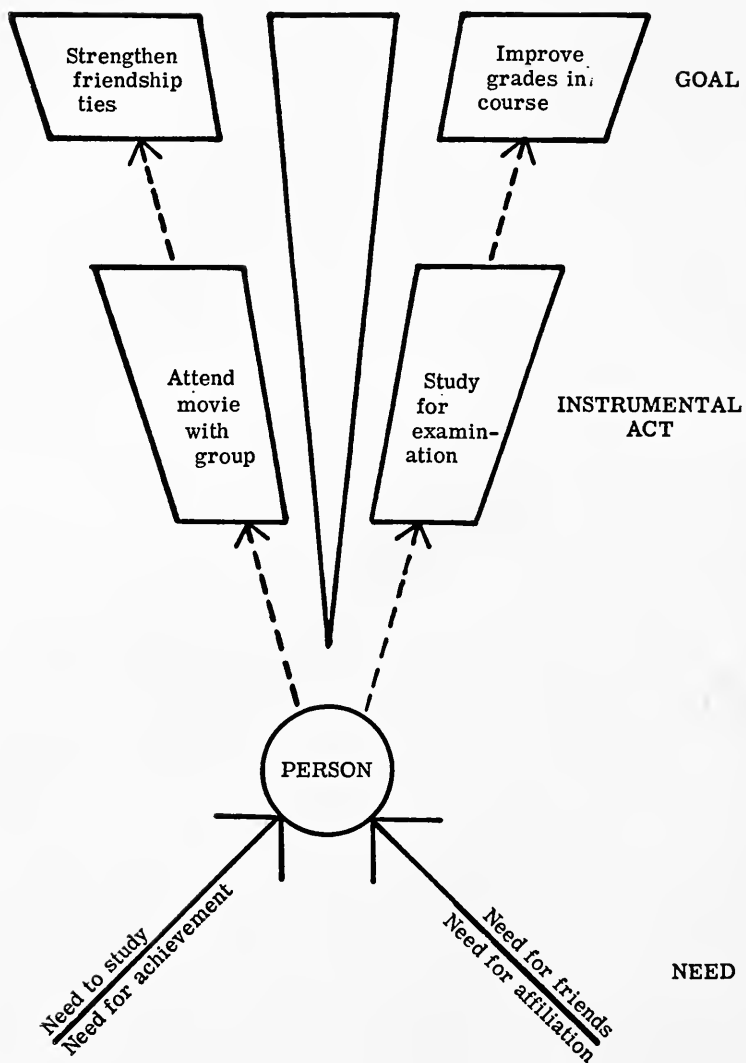 Strengthen
friendship
ties
Improve
grades in
course
GOAL
Attend
movie
with
group
Study
for
examin-
ation
INSTRUMENTAL
ACT
PERSON
Need to study
Need for achievement
Need for friends
Need for affiliation
NEED